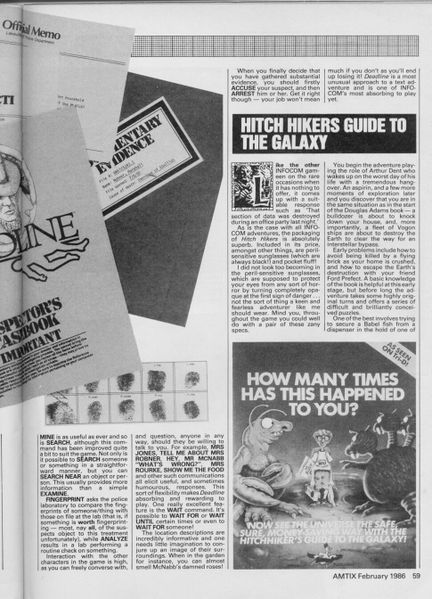 Official Memo
MENTARY
EVIDENCE
INSPECTOR'S
CASE
IMPORTANT
MINE is as useful as ever and so
is SEARCH, although this com-
mand has been improved quite
a bit to suit the game. Not only is
it possible to SEARCH someone
or something in a straightfor-
ward manner, but you can
SEARCH NEAR an object or per-
son. This usually provides more
information than a simple
EXAMINE.
FINGERPRINT asks the police
laboratory to compare the fing-
erprints of someone/thing with
those on file at the lab (that is, if
something is worth fingerprint-
ing — most, nay all, of the sus-
pects object to this treatment
unfortunately), while ANALYZE
results in a lab performing a
routine check on something.
Interaction with the other
characters in the game is high,
as you can freely converse with,
and question, anyone in any
way, should they be willing to
talk to you. For example, MRS
JONES, TELL ME ABOUT MRS
ROBNER, HEY, MR MCNABB
"WHAT'S WRONG?", MRS
ROURKE, SHOW ME THE FOOD
and other such communications
all elicit useful, and sometimes
humourous, responses. This
sort of flexibility makes Deadline
absorbing and rewarding to
play. One really excellent fea-
ture is the WAIT command. It's
possible to WAIT FOR or WAIT
UNTIL certain times or even to
WAIT FOR someone!
The location descriptions are
incredibly informative and one
needs little imagination to con-
jure up an image of their sur-
roundings. When in the garden
for instance, you can almost
smell McNabb's damned roses!
When you finally decide that
you have gathered substantial
evidence, you should firstly
ACCUSE your suspect, and then
ARREST him or her. Get it right
though — your job won't mean
much if you don't as you'll end
up losing it! Deadline is a most
unusual approach to a text ad-
venture and is one of INFO-
COM's most absorbing to play
yet.
HITCH HIKERS GUIDE TO
THE GALAXY
Like the other
INFOCOM gam-
es on the rare
occasions when
it has nothing to
offer, it comes
up with a suit-
able response
such as 'That
section of data was destroyed
during an office party last night.'
As is the case with all INFO-
COM adventures, the packaging
of Hitch Hikers is absolutely
superb. Included in its price,
amongst other things, are peril-
sensitive sunglasses (which are
always black!) and pocket fluff!
I did not look too becoming in
the peril-sensitive sunglasses,
which are supposed to protect
your eyes from any sort of hor-
ror by turning completely opa-
que at the first sign of danger . . .
not the sort of thing a keen and
fearless adventurer like me
should wear. Mind you, throu-
ghout the game you could well
do with a pair of these zany
specs.
You begin the adventure play-
ing the role of Arthur Dent who
wakes up on the worst day of his
life with a tremendous hang-
over. An aspirin, and a few more
moments of exploration later
and you discover that you are in
the same situation as in the start
of the Douglas Adams book — a
bulldozer is about to knock
down your house, and, more
importantly, a fleet of Vogon
ships are about to destroy the
Earth to clear the way for an
interstellar bypass.
Early problems include how to
avoid being killed by a flying
brick as your home is crushed,
and how to escape the Earth's
destruction with your friend
Ford Prefect. A basic knowledge
of the book is helpful at this early
stage, but before long the ad-
venture takes some highly orig-
inal turns and offers a series of
difficult and brilliantly concei-
ved puzzles.
One of the best involves trying
to secure a Babel fish from a
dispenser in the hold of one of
AS SEEN
ON
HOW MANY TIMES
HAS THIS HAPPENED
TO YOU?
NOW SEE THE UNIVERSE THE SAFE,
SURE, MONEY-SAVING WAY WITH THE
HITCHHIKER'S GUIDE TO THE GALAXY!
AMTIX February 1986 59